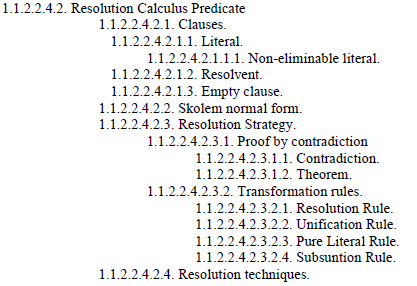 1.1.2.2.4.2. Resolution Calculus Predicate
1.1.2.2.4.2.1. Clauses.
1.1.2.2.4.2.1.1. Literal.
1.1.2.2.4.2.1.1.1. Non-eliminable literal.
1.1.2.2.4.2.1.2. Resolvent.
1.1.2.2.4.2.1.3. Empty clause.
1.1.2.2.4.2.2. Skolem normal form.
1.1.2.2.4.2.3. Resolution Strategy.
1.1.2.2.4.2.3.1. Proof by contradiction
1.1.2.2.4.2.3.1.1. Contradiction.
1.1.2.2.4.2.3.1.2. Theorem.
1.1.2.2.4.2.3.2. Transformation rules.
1.1.2.2.4.2.3.2.1. Resolution Rule.
1.1.2.2.4.2.3.2.2. Unification Rule.
1.1.2.2.4.2.3.2.3. Pure Literal Rule.
1.1.2.2.4.2.3.2.4. Subsuntion Rule.
1.1.2.2.4.2.4. Resolution techniques.